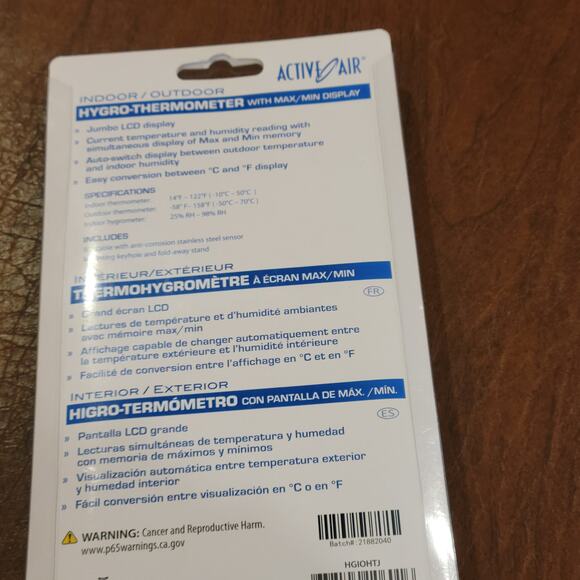 ACTIVE AIR
INDOOR / OUTDOOR
HYGRO-THERMOMETER WITH MAX/MIN DISPLAY
» Jumbo LCD display
» Current temperature and humidity reading with
simultaneous display of Max and Min memory
» Auto-switch display between outdoor temperature
and indoor humidity
» Easy conversion between °C and °F display
SPECIFICATIONS
Indoor thermometer: 14°F – 122°F ( -10°C – 50°C )
Outdoor thermometer: -58°F - 158°F ( -50°C – 70°C )
Indoor hygrometer: 25% RH – 98% RH
INCLUDES
with anti-corrosion stainless steel sensor
keyhole and fold-away stand
INTÉRIEUR/EXTÉRIEUR
THERMOHYGROMÈTRE À ÉCRAN MAX/MIN
FR
» Grand écran LCD
» Lectures de température et d'humidité ambiantes
avec mémoire max/min
» Affichage capable de changer automatiquement entre
la température extérieure et l'humidité intérieure
» Facilité de conversion entre l'affichage en °C et en °F
INTERIOR / EXTERIOR
HIGRO-TERMÓMETRO CON PANTALLA DE MÁX. /MÍN.
ES
» Pantalla LCD grande
» Lecturas simultáneas de temperatura y humedad
con memoria de máximos y mínimos
» Visualización automática entre temperatura exterior
y humedad interior
» Fácil conversión entre visualización en °C o en °F
WARNING: Cancer and Reproductive Harm.
www.p65warnings.ca.gov
Batch#: 21882040
HGIOHTJ